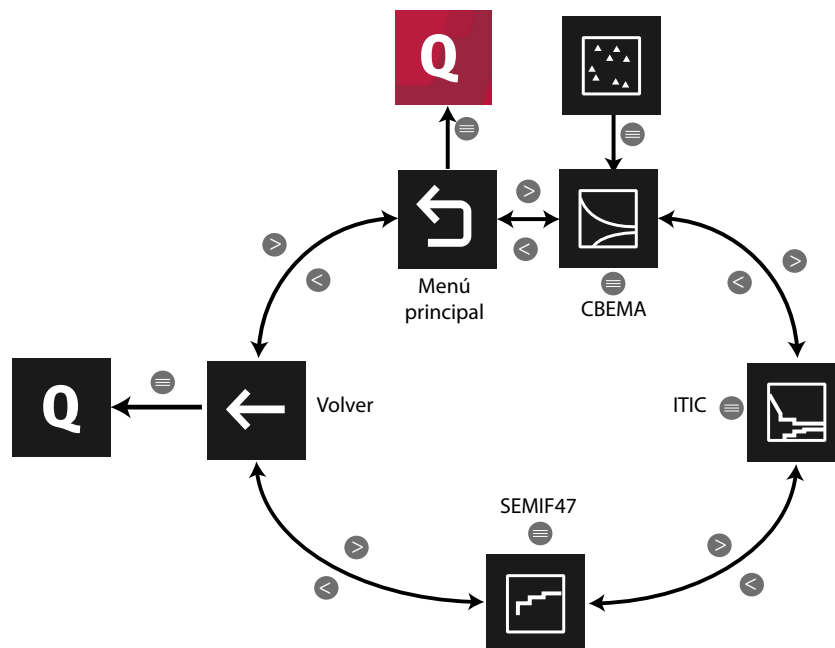 Q
Menú
principal
CBEMA
>
<
>
<
>
<
Q
Volver
ITIC
SEMIF47
>
<
>
<